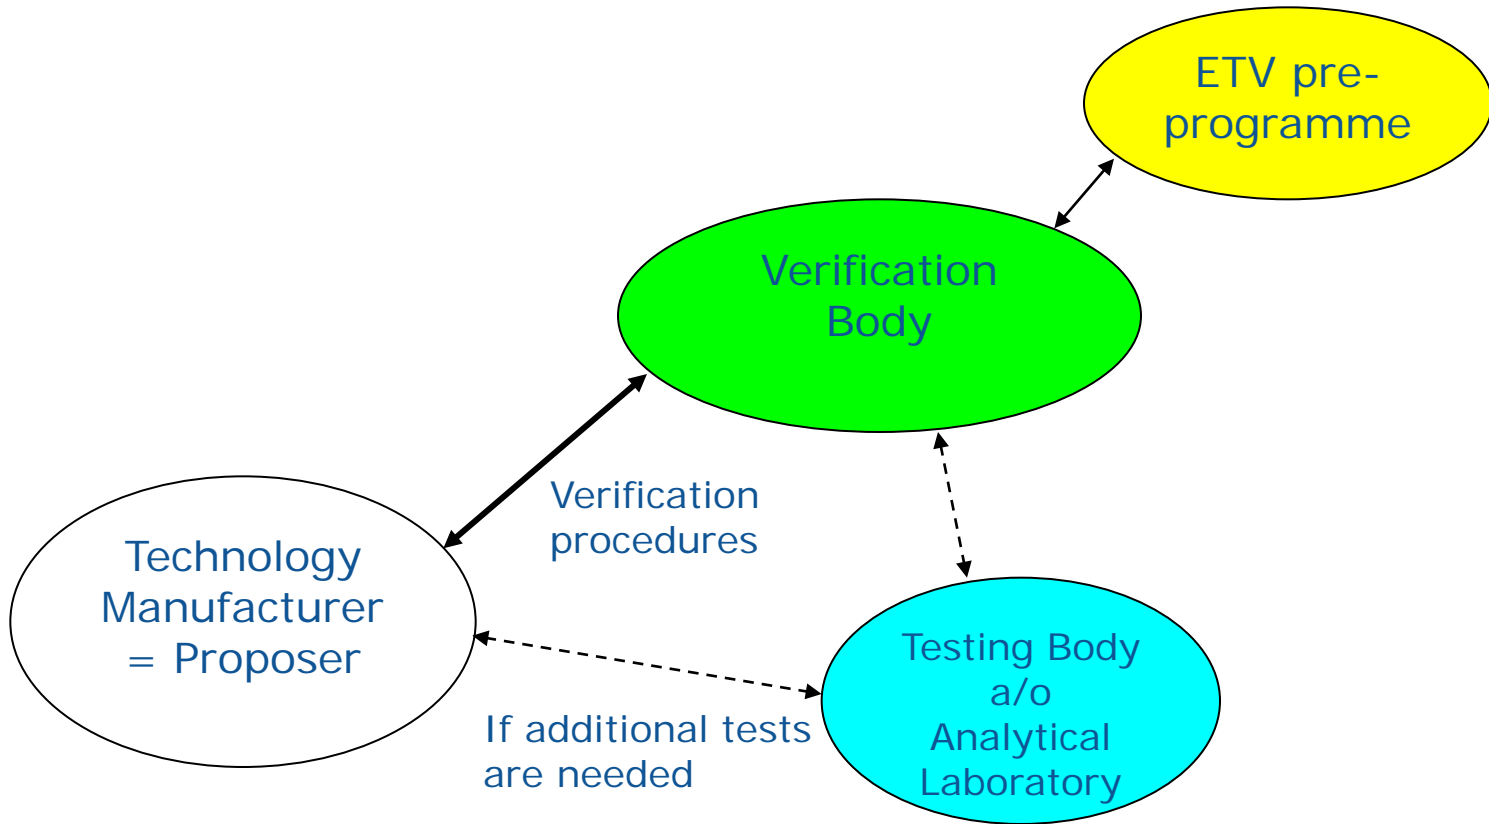 ETV pre-
programme
Verification
Body
Verification
procedures
Technology
Manufacturer
= Proposer
If additional tests
are needed
Testing Body
a/o
Analytical
Laboratory